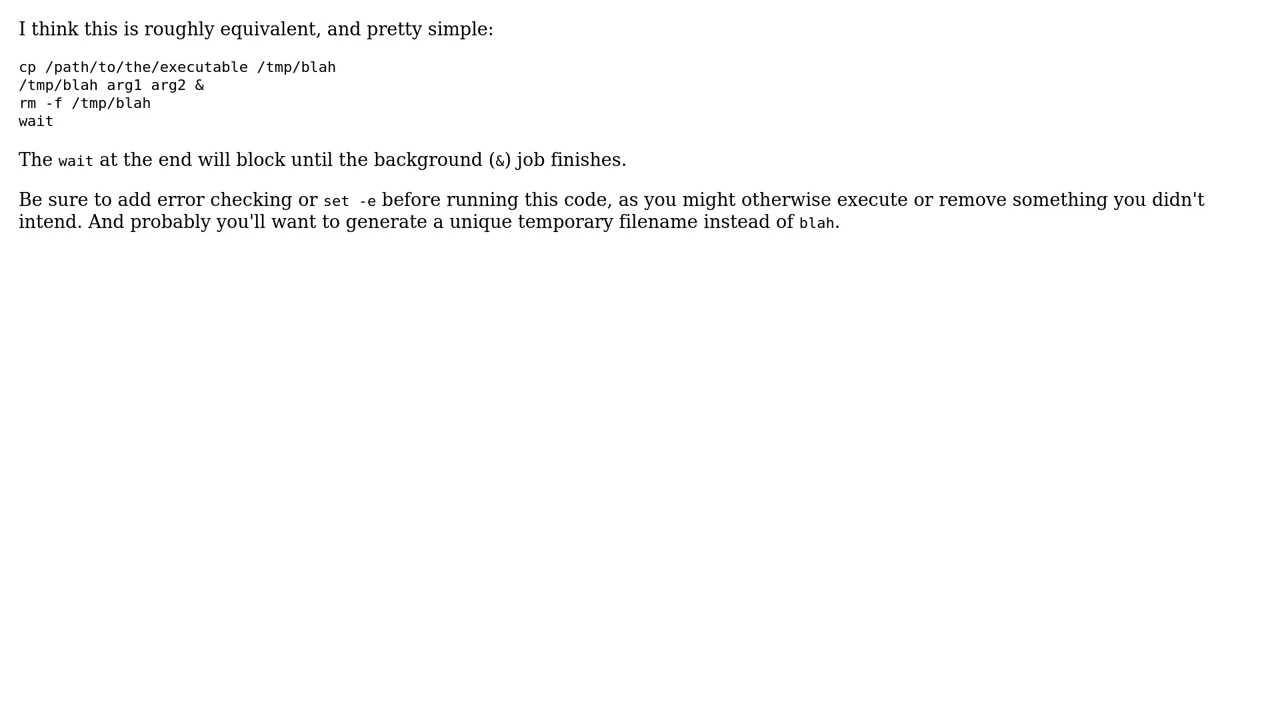 I think this is roughly equivalent, and pretty simple:
cp /path/to/the/executable /tmp/blah
/tmp/blah arg1 arg2 &
rm -f /tmp/blah
wait
The wait at the end will block until the background (&) job finishes.
Be sure to add error checking or set -e before running this code, as you might otherwise execute or remove something you didn't
intend. And probably you'll want to generate a unique temporary filename instead of blah.